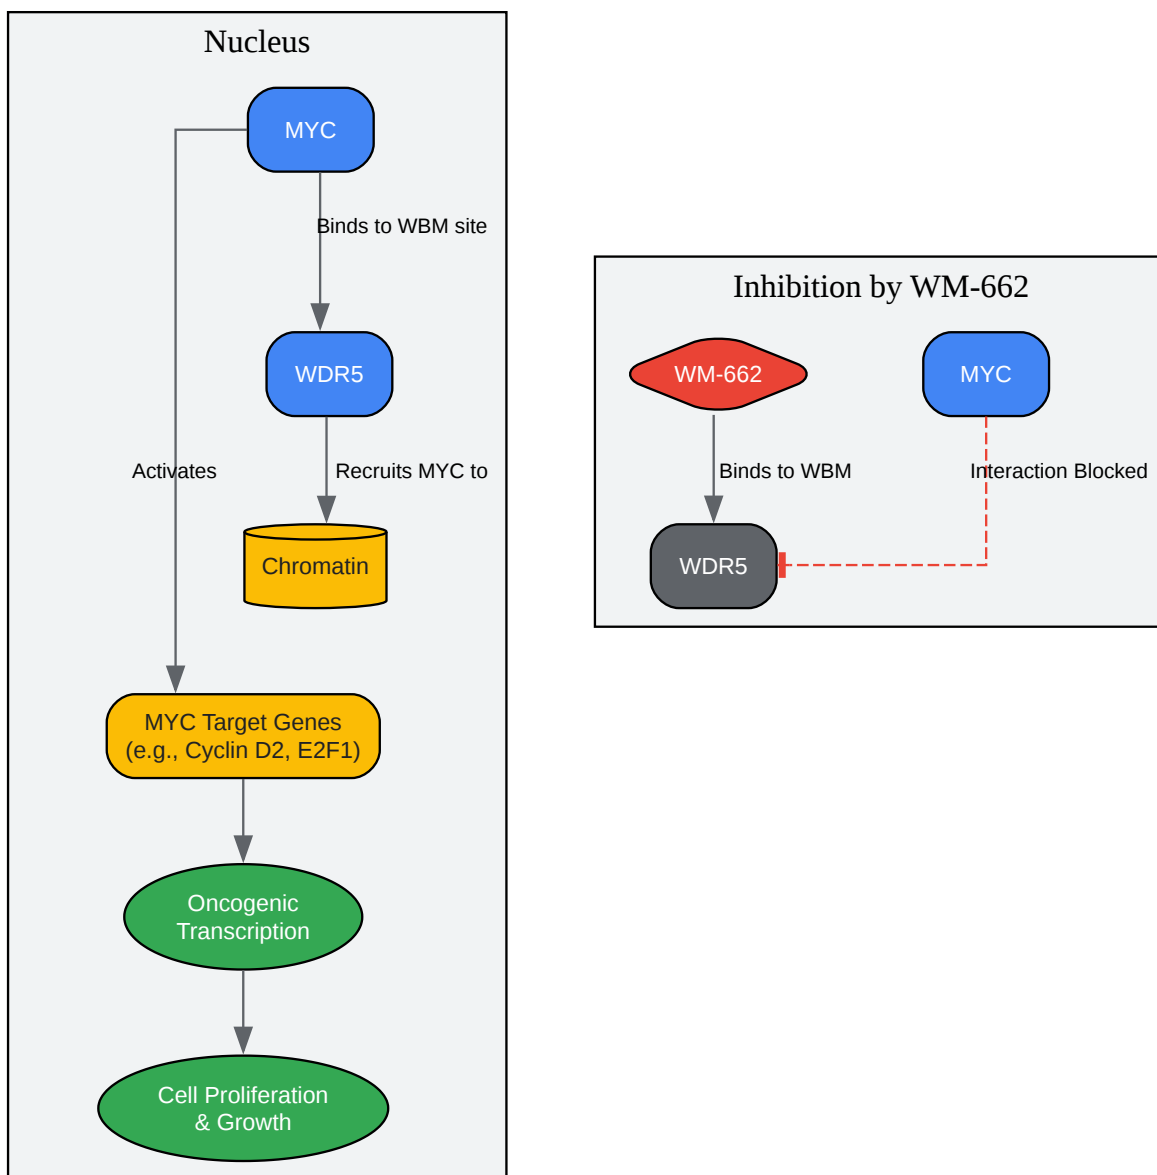 Nucleus
MYC
Binds to WBM site
WDR5
Activates
Recruits MYC to
Chromatin
MYC Target Genes
(e.g., Cyclin D2, E2F1)
Oncogenic
Transcription
Cell Proliferation
& Growth
Inhibition by WM-662
WM-662
MYC
Binds to WBM
Interaction Blocked
WDR5